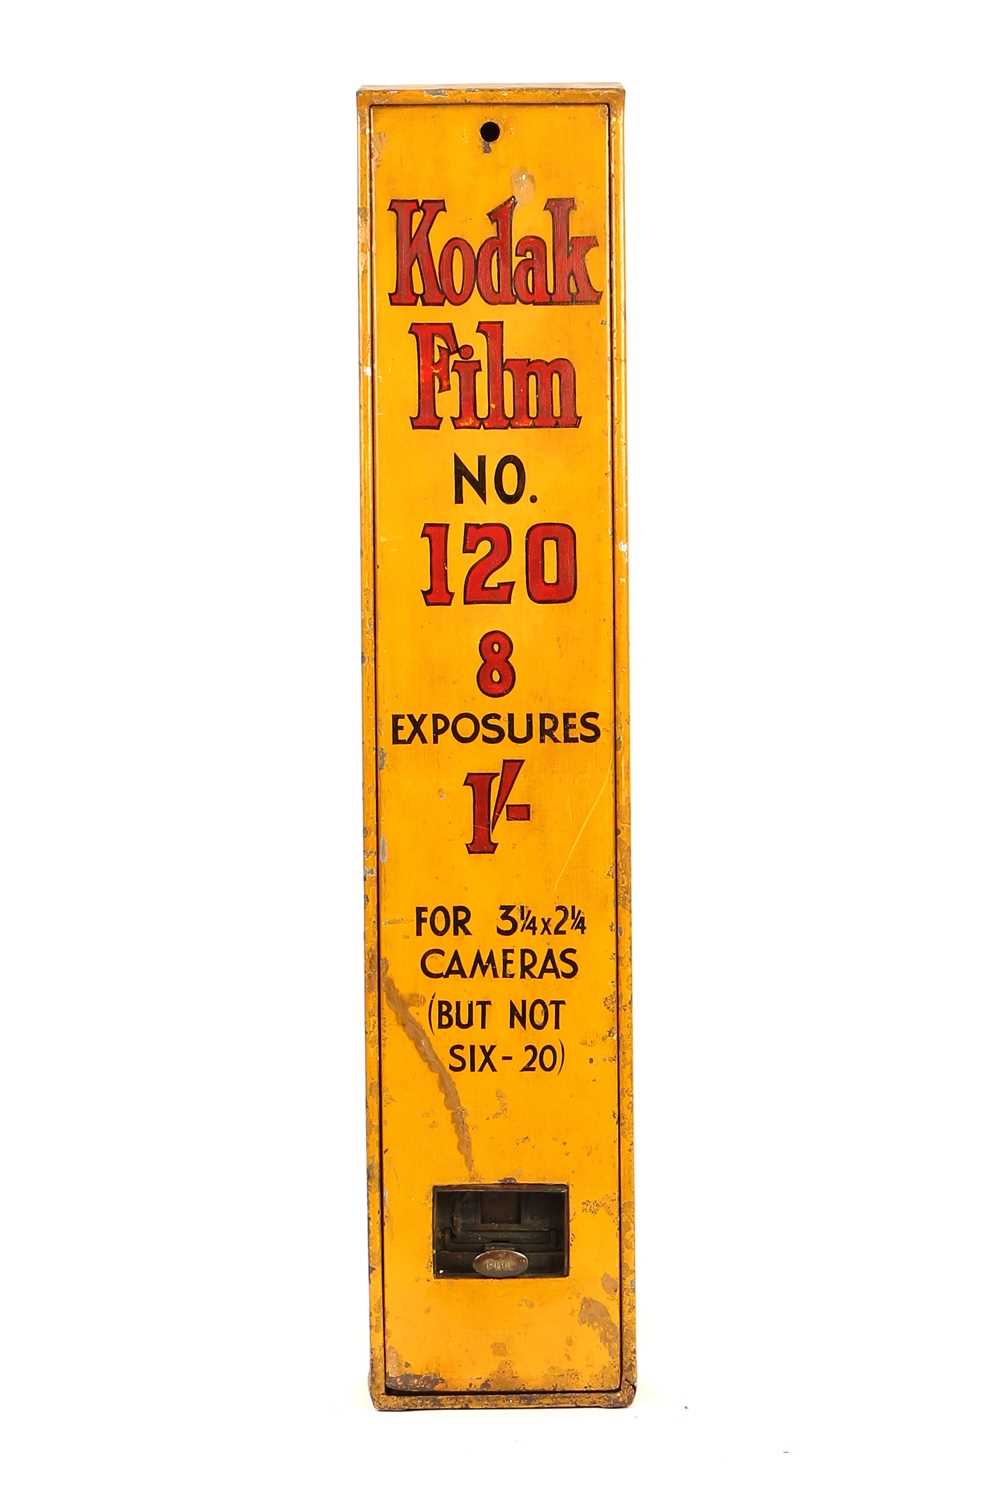 Kodak
Film
NO.
120
8
EXPOSURES
1/-
FOR 3¼x2¼
CAMERAS
(BUT NOT
SIX-20)